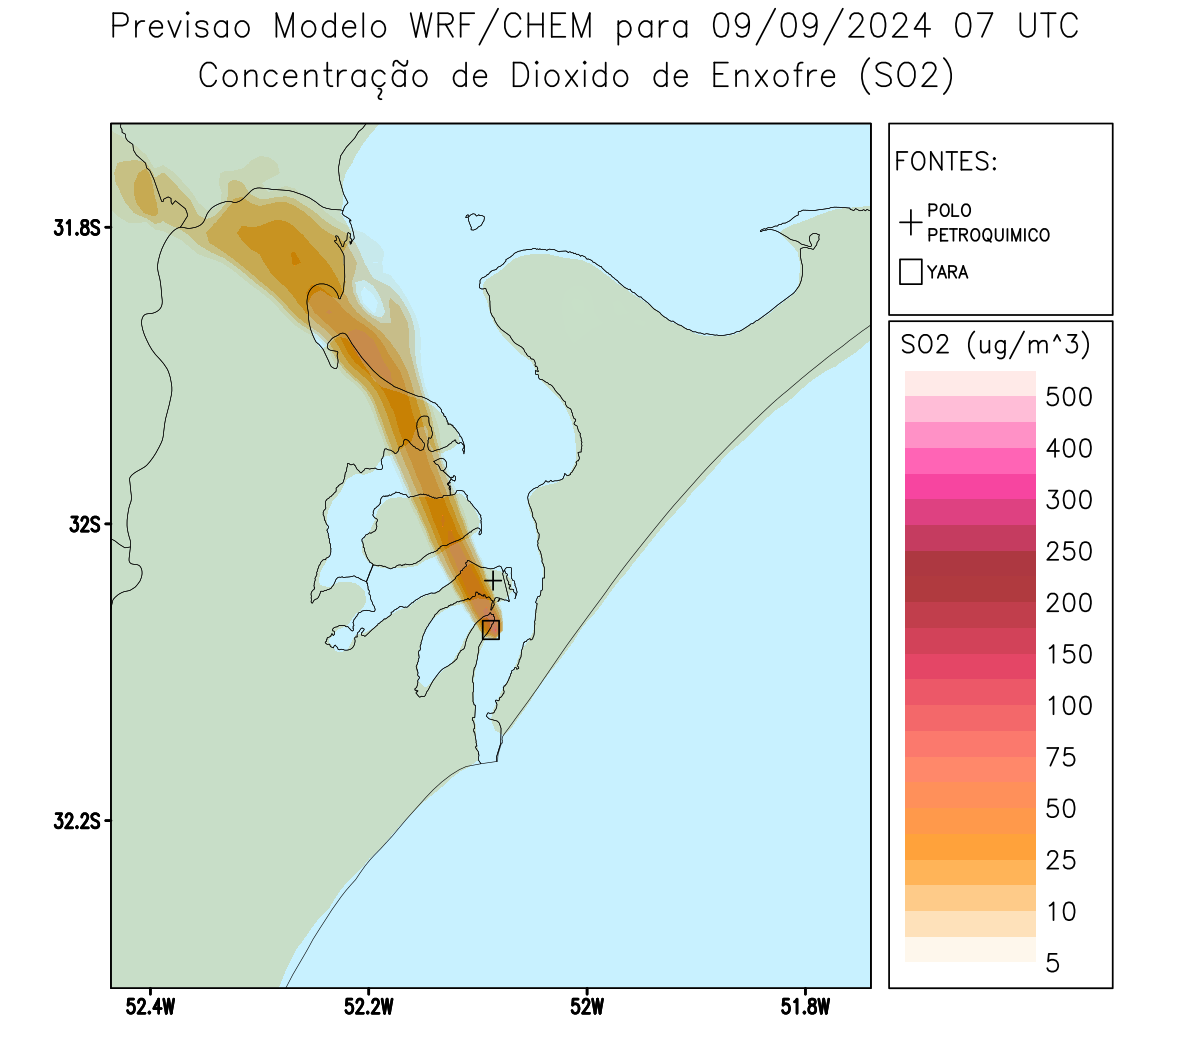 Previsao Modelo WRF/CHEM para 09/09/2024 07 UTC
Concentração de Dioxido de Enxofre (SO2)
FONTES:
POLO
PETROQUIMICO
YARA
SO2 (ug/m^3)
500
400
300
250
200
150
100
75
50
25
10
5
31.8S
32S
32.2S
52.4W
52.2W
52W
51.8W